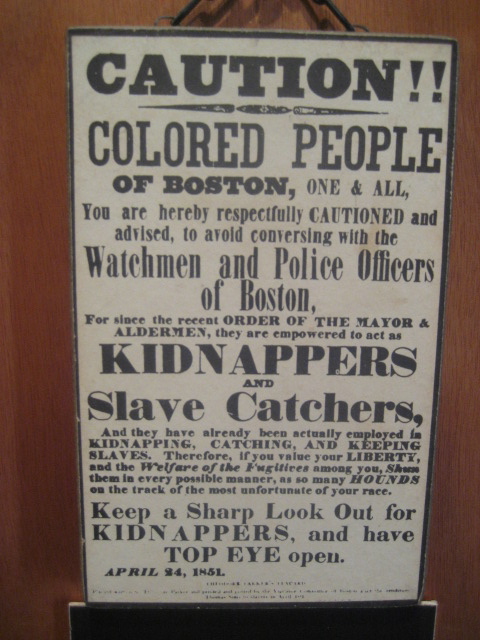 CAUTION!!
COLORED PEOPLE
OF BOSTON, ONE & ALL,
You are hereby respectfully CAUTIONED and
advised, to avoid conversing with the
Watchmen and Police Officers
of Boston,
For since the recent ORDER OF THE MAYOR &
ALDERMEN, they are empowered to act as
KIDNAPPERS
AND
Slave Catchers,
And they have already been actually employed in
KIDNAPPING, CATCHING, AND KEEPING
SLAVES. Therefore, if you value your LIBERTY,
and the Welfare of the Fugitives among you, Shun
them in every possible manner, as so many HOUNDS
on the track of the most unfortunate of your race.
Keep a Sharp Look Out for
KIDNAPPERS, and have
TOP EYE open.
APRIL 24, 1851.
THEODORE PARKER'S PLACARD